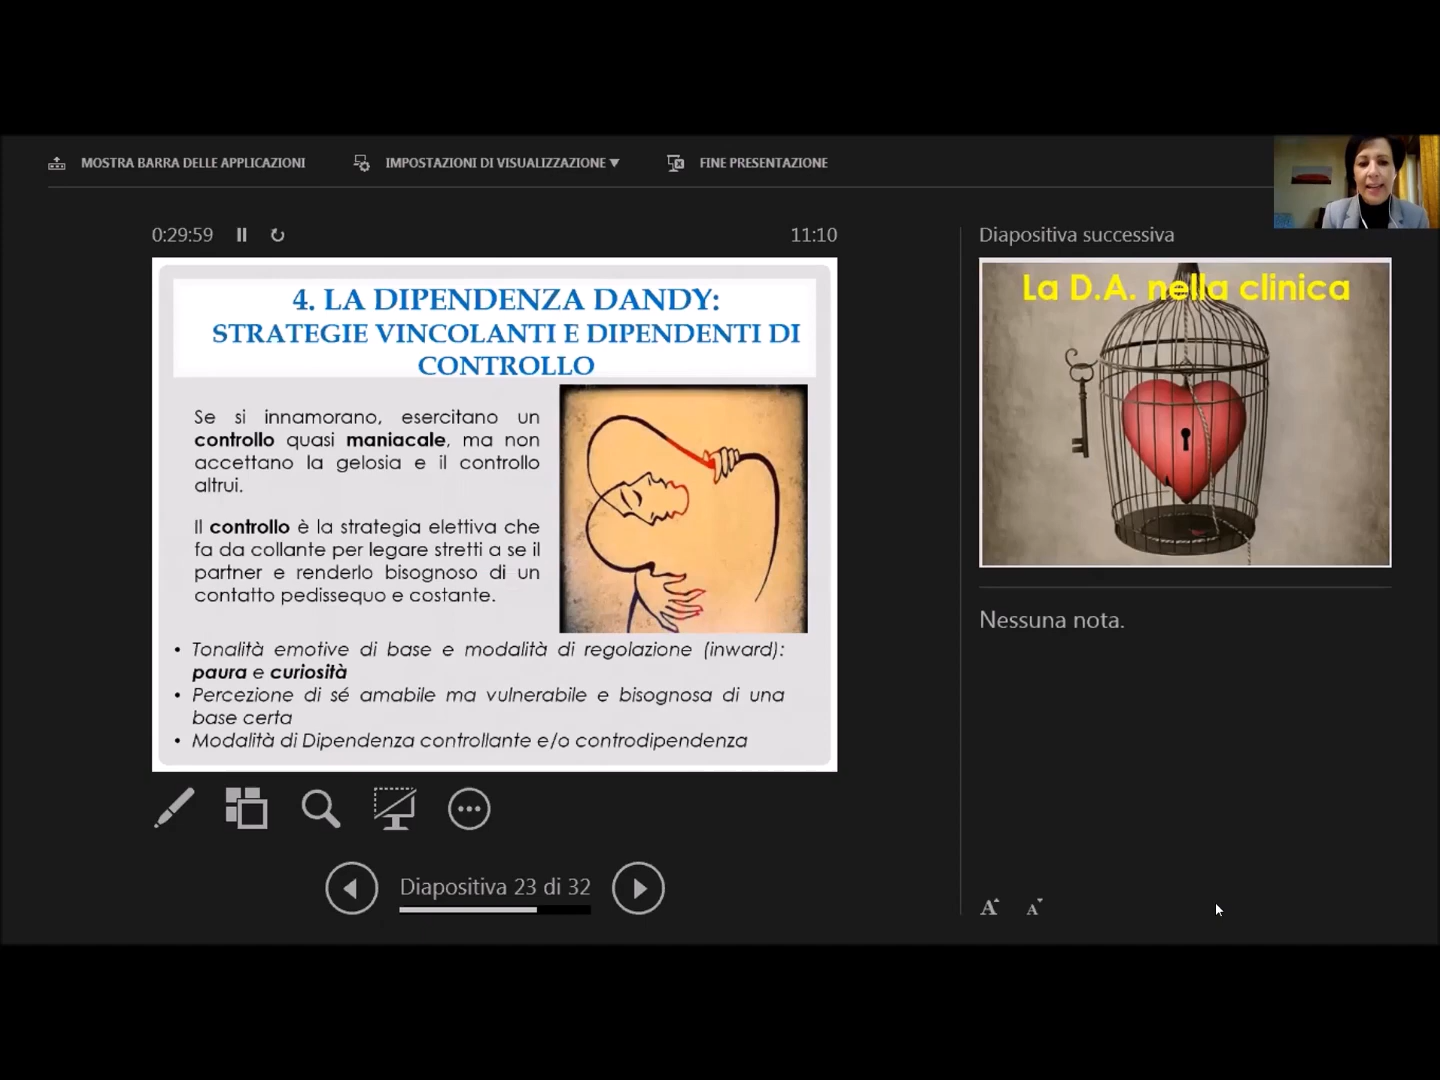 MOSTRA BARRA DELLE APPLICAZIONI
IMPOSTAZIONI DI VISUALIZZAZIONE ▼
FINE PRESENTAZIONE
0:29:59
11:10
4. LA DIPENDENZA DANDY:
STRATEGIE VINCOLANTI E DIPENDENTI DI
CONTROLLO
Se si innamorano, esercitano un
controllo quasi maniacale, ma non
accettano la gelosia e il controllo
altrui.
Il controllo è la strategia elettiva che
fa da collante per legare stretti a se il
partner e renderlo bisognoso di un
contatto pedissequo e costante.
• Tonalità emotive di base e modalità di regolazione (inward):
paura e curiosità
• Percezione di sé amabile ma vulnerabile e bisognosa di una
base certa
• Modalità di Dipendenza controllante e/o controdipendenza
Diapositiva 23 di 32
Diapositiva successiva
La D.A. nella clinica
Nessuna nota.
A A